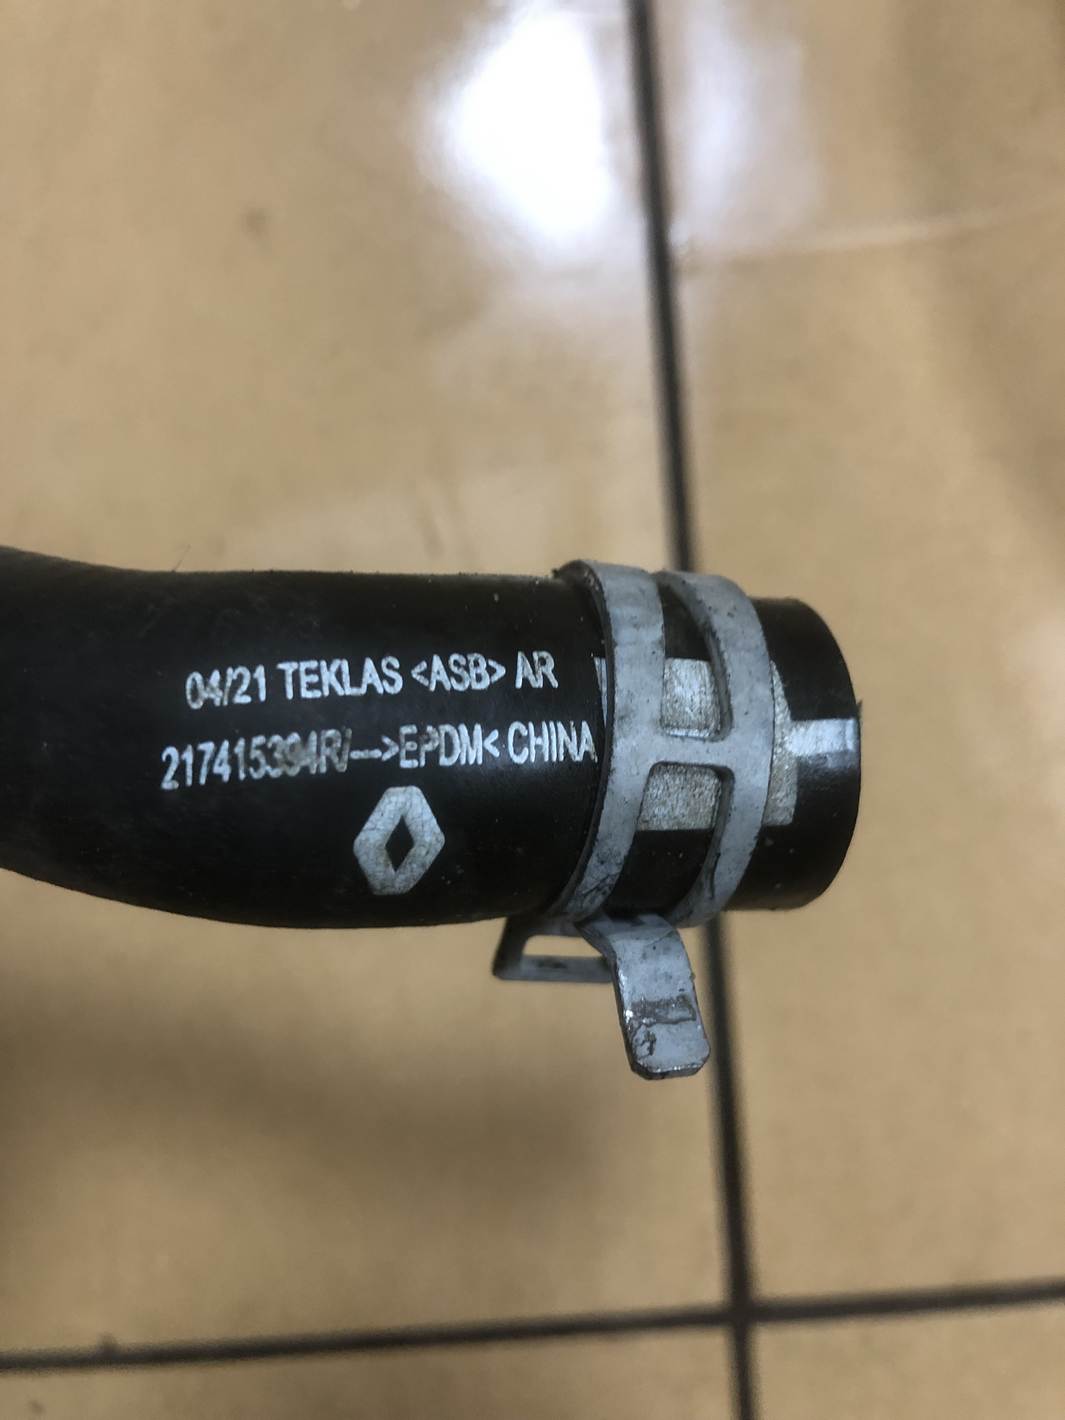 04/21 TEKLAS <ASB> AR
217415394R/--->EPDM< CHINA